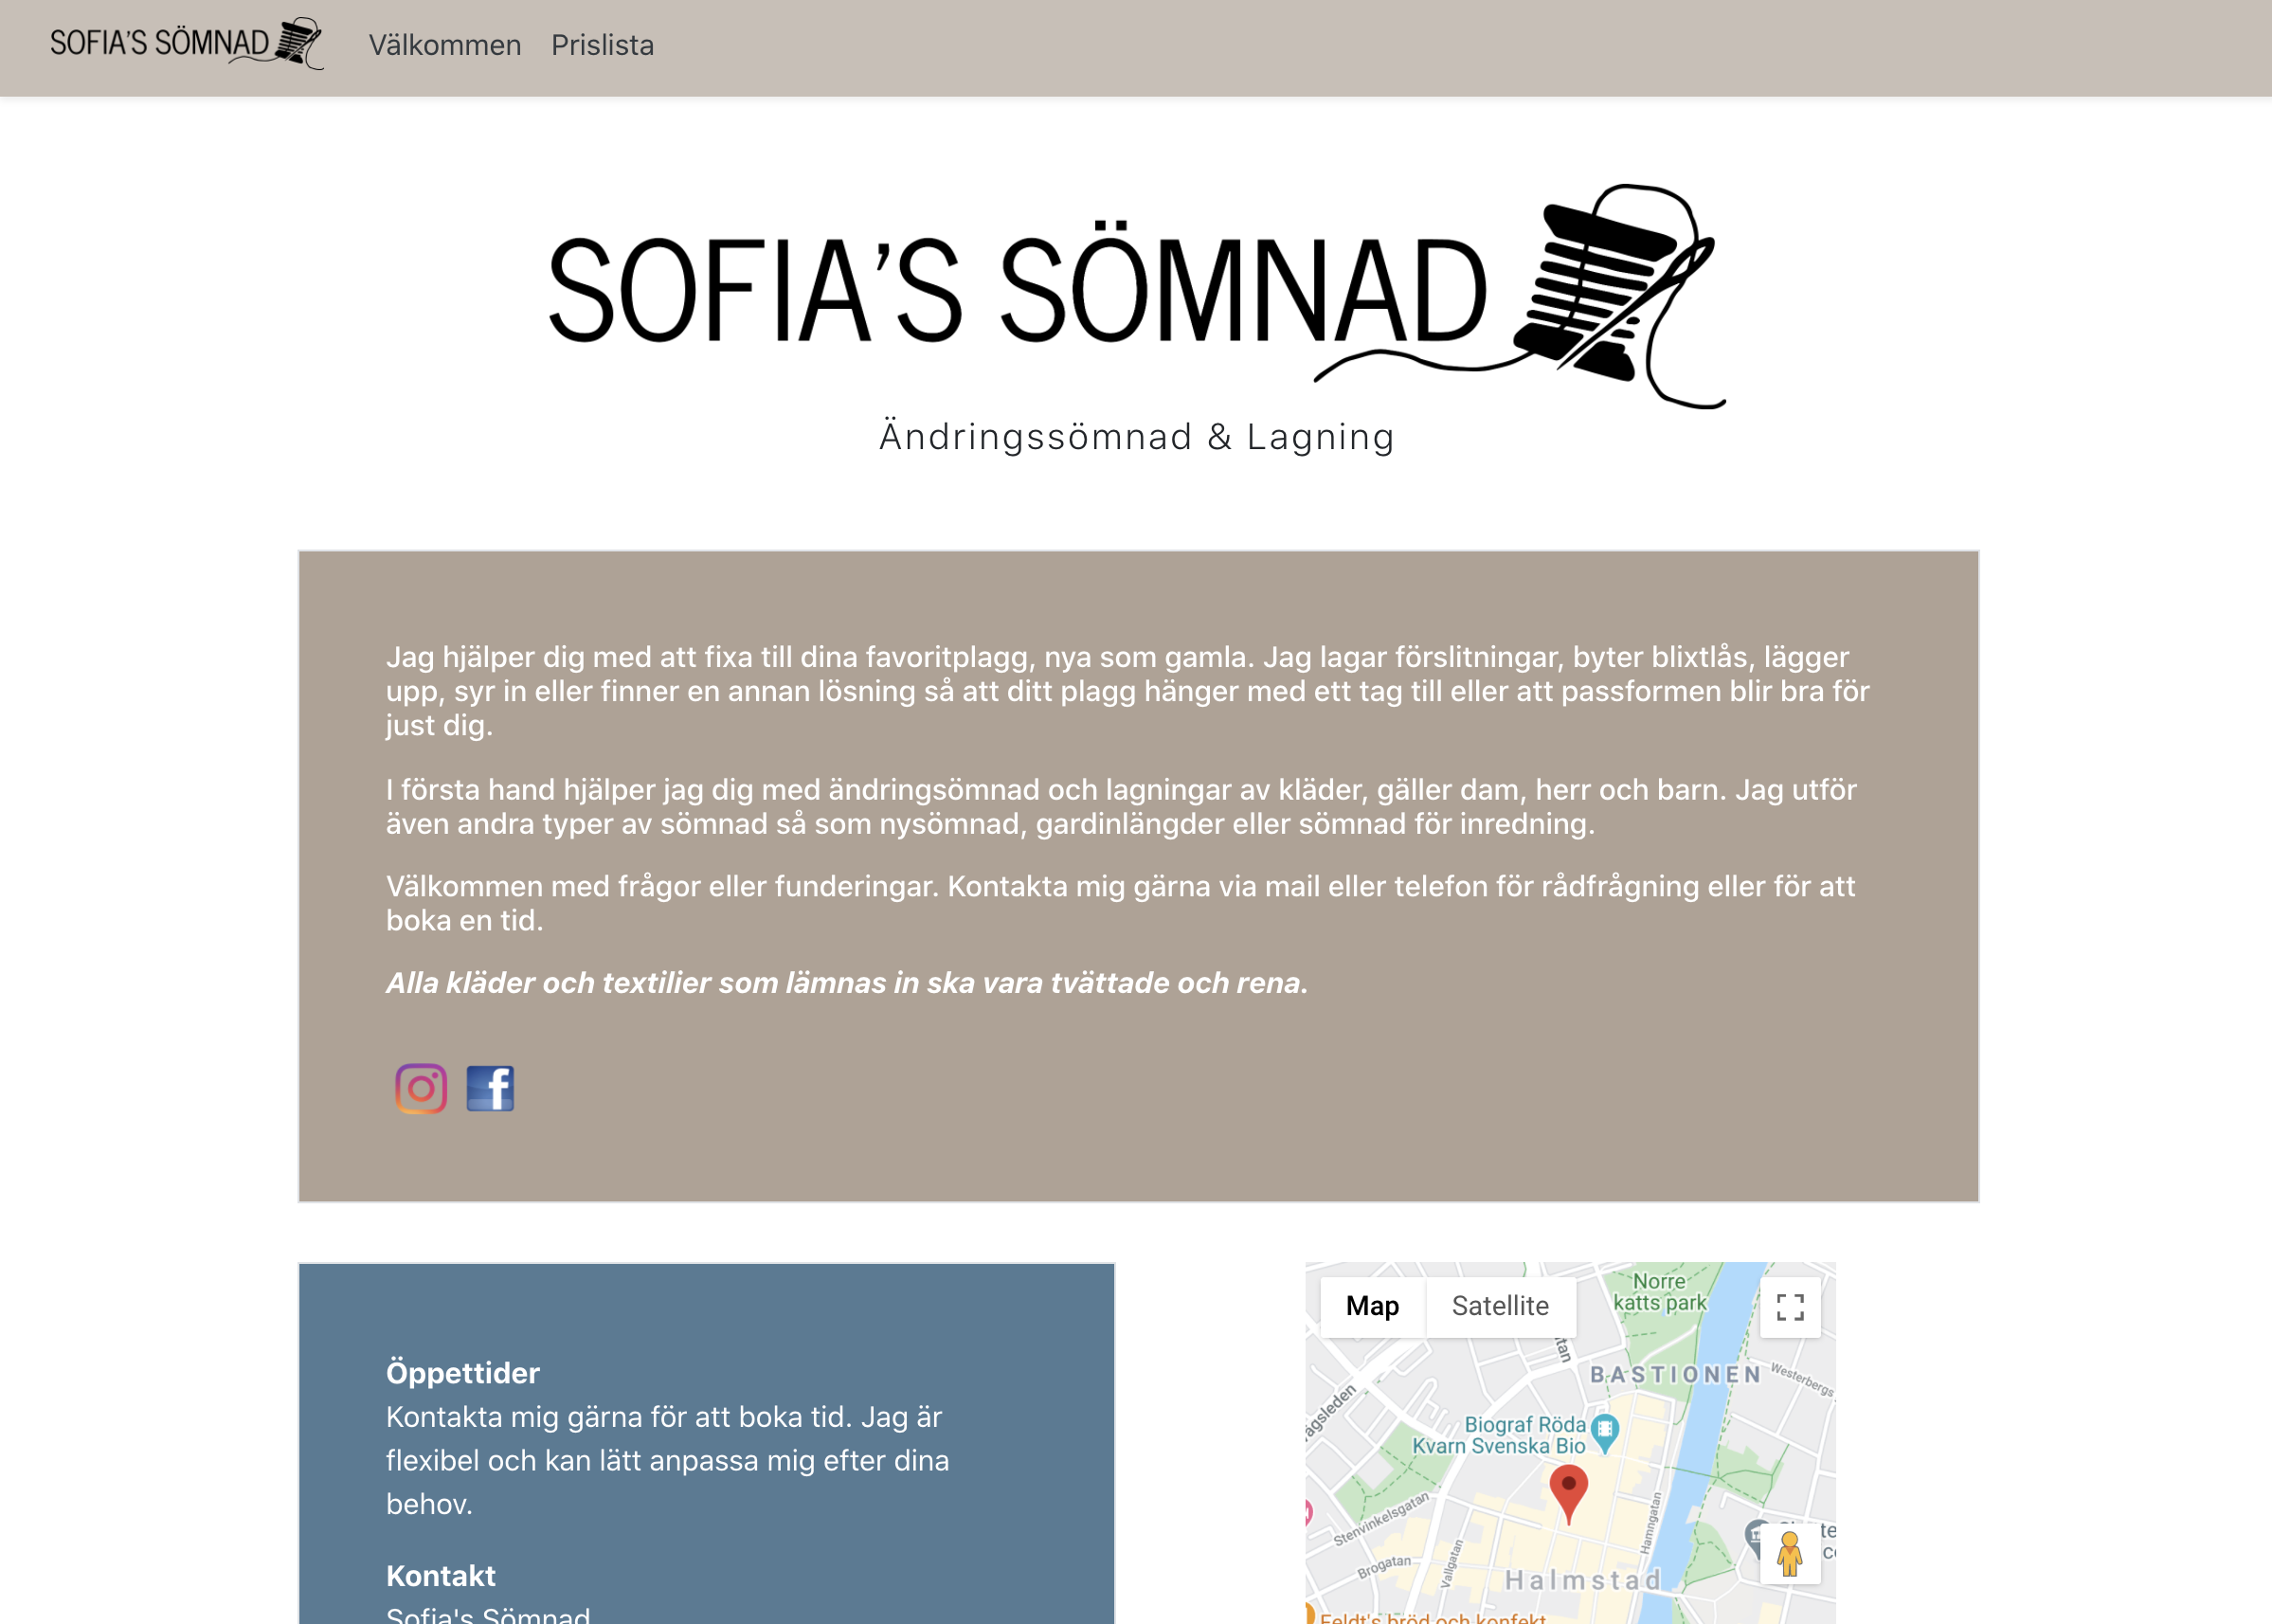 SOFIA'S SÖMNAD
Välkommen
Prislista
SOFIA'S SÖMNAD
Ändringssömnad & Lagning
Jag hjälper dig med att fixa till dina favoritplagg, nya som gamla. Jag lagar förslitningar, byter blixtlås, lägger
upp, syr in eller finner en annan lösning så att ditt plagg hänger med ett tag till eller att passformen blir bra för
just dig.
I första hand hjälper jag dig med ändringsömnad och lagningar av kläder, gäller dam, herr och barn. Jag utför
även andra typer av sömnad så som nysömnad, gardinlängder eller sömnad för inredning.
Välkommen med frågor eller funderingar. Kontakta mig gärna via mail eller telefon för rådfrågning eller för att
boka en tid.
Alla kläder och textilier som lämnas in ska vara tvättade och rena.
Öppettider
Kontakta mig gärna för att boka tid. Jag är
flexibel och kan lätt anpassa mig efter dina
behov.
Kontakt
Sofia's Sömnad
Map
Satellite
Norre
katts park
BASTIONEN
Westerbergs
Biograf Röda
Kvarn Svenska Bio
Stenvinkelsgatan
Hamngatan
Brogatan
Vallgatan
Halmstad
Feldt's bröd och konfekt